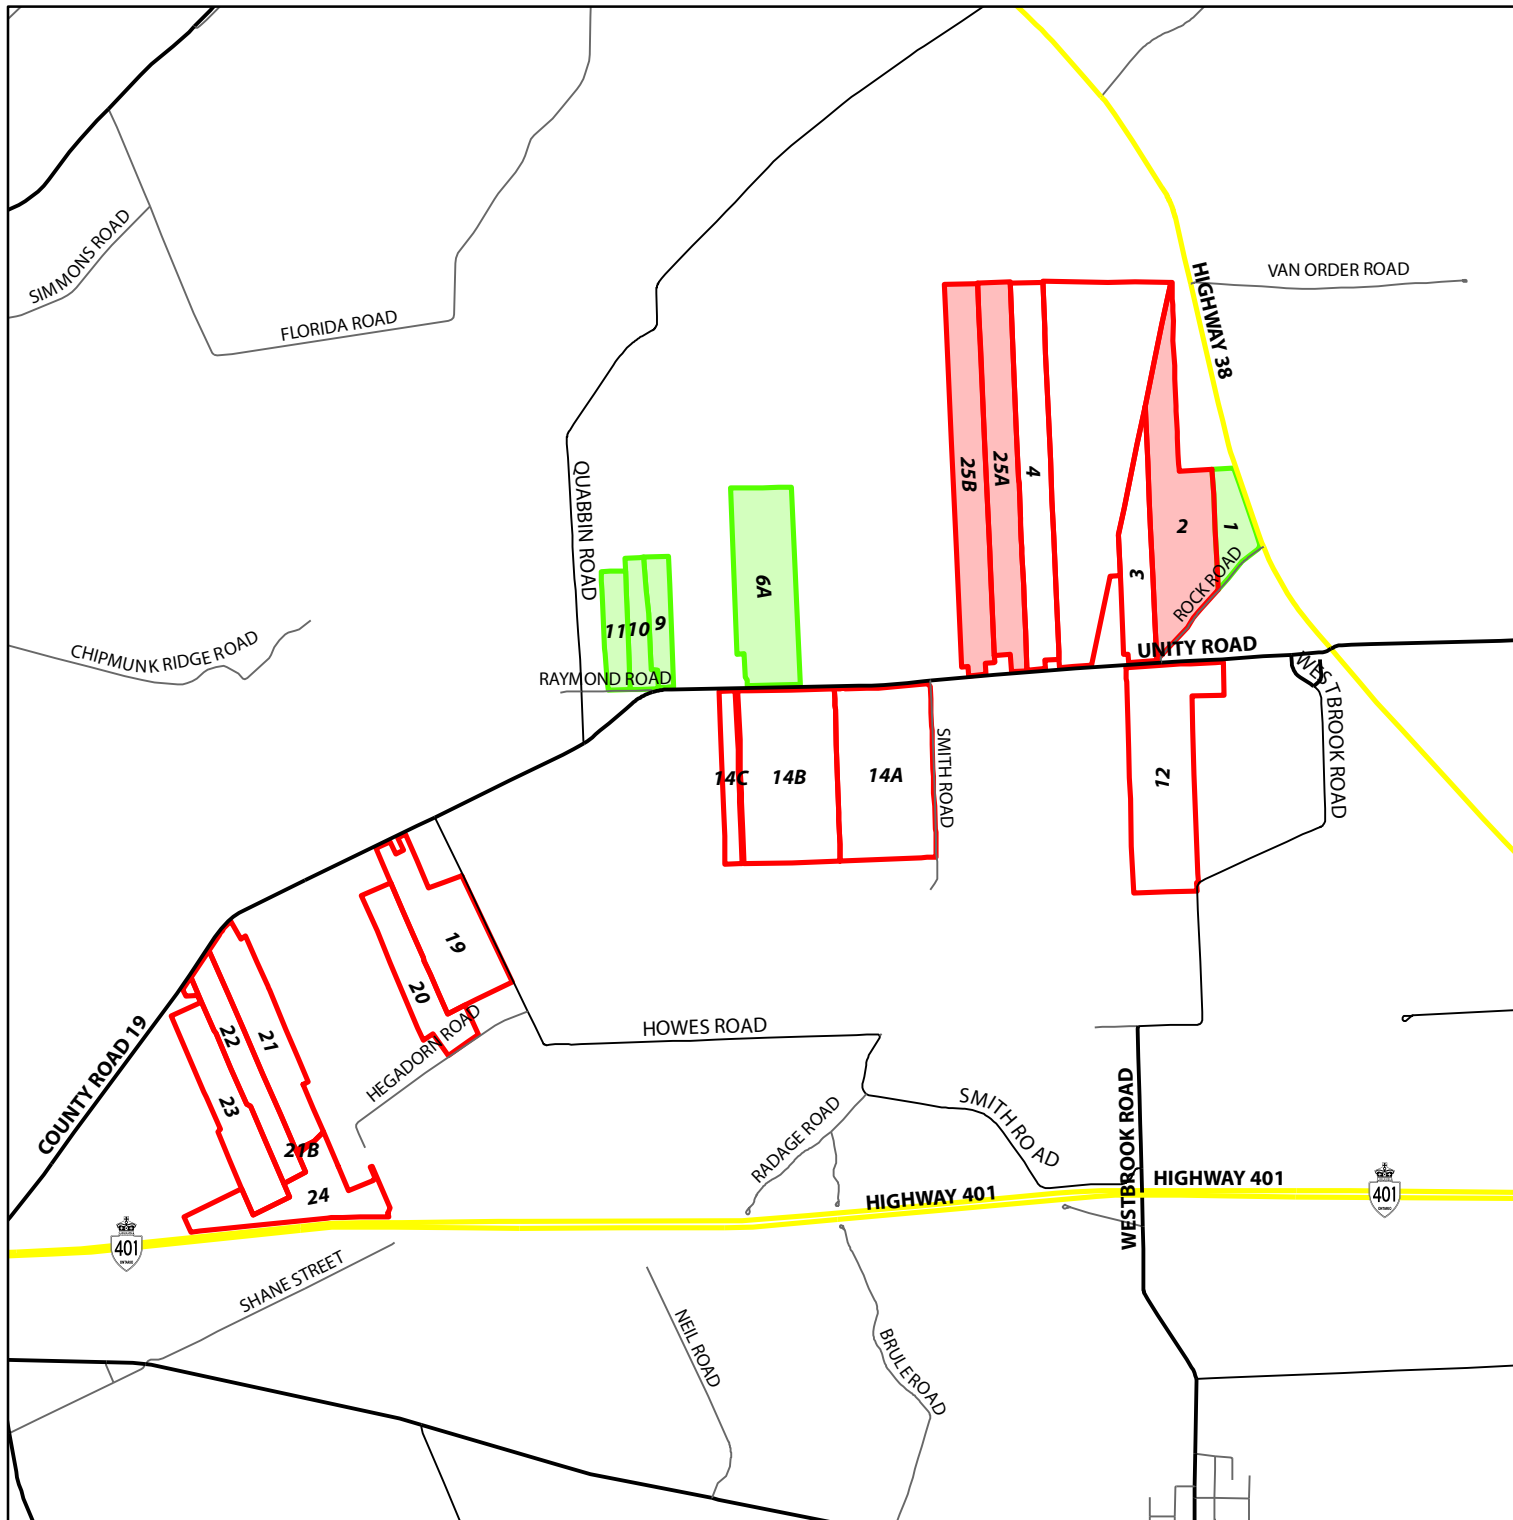 SIMMONS ROAD
FLORIDA ROAD
VAN ORDER ROAD
HIGHWAY 38
QUABBIN ROAD
25B
25A
4
2
1
3
6A
11
10
9
ROCK ROAD
UNITY ROAD
CHIPMUNK RIDGE ROAD
RAYMOND ROAD
WESTBROOK ROAD
14C
14B
14A
SMITH ROAD
12
19
20
21
22
23
21B
24
COUNTY ROAD 19
HEGADORN ROAD
HOWES ROAD
RADAGE ROAD
SMITH ROAD
WESTBROOK ROAD
HIGHWAY 401
HIGHWAY 401
401
ONTARIO
401
ONTARIO
SHANE STREET
NEIL ROAD
BRULE ROAD